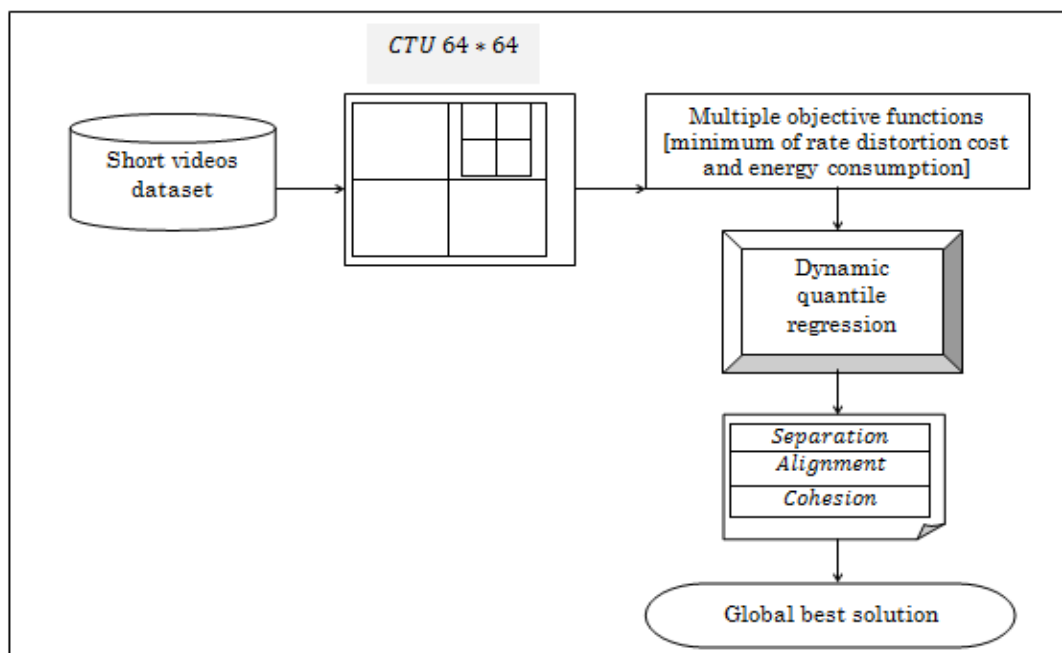 CTU 64 * 64
Short videos
dataset
Multiple objective functions
[minimum of rate distortion cost
and energy consumption]
Dynamic
quantile
regression
Separation
Alignment
Cohesion
Global best solution